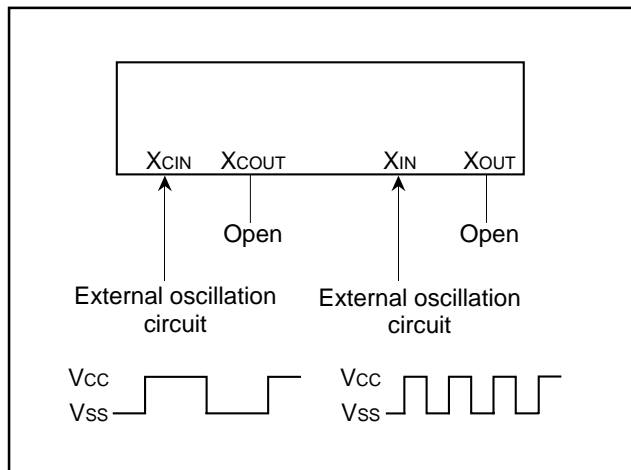 XCIN XCOUT XIN XOUT
Open Open
External oscillation circuit
External oscillation circuit
VCC VCC
VSS VSS